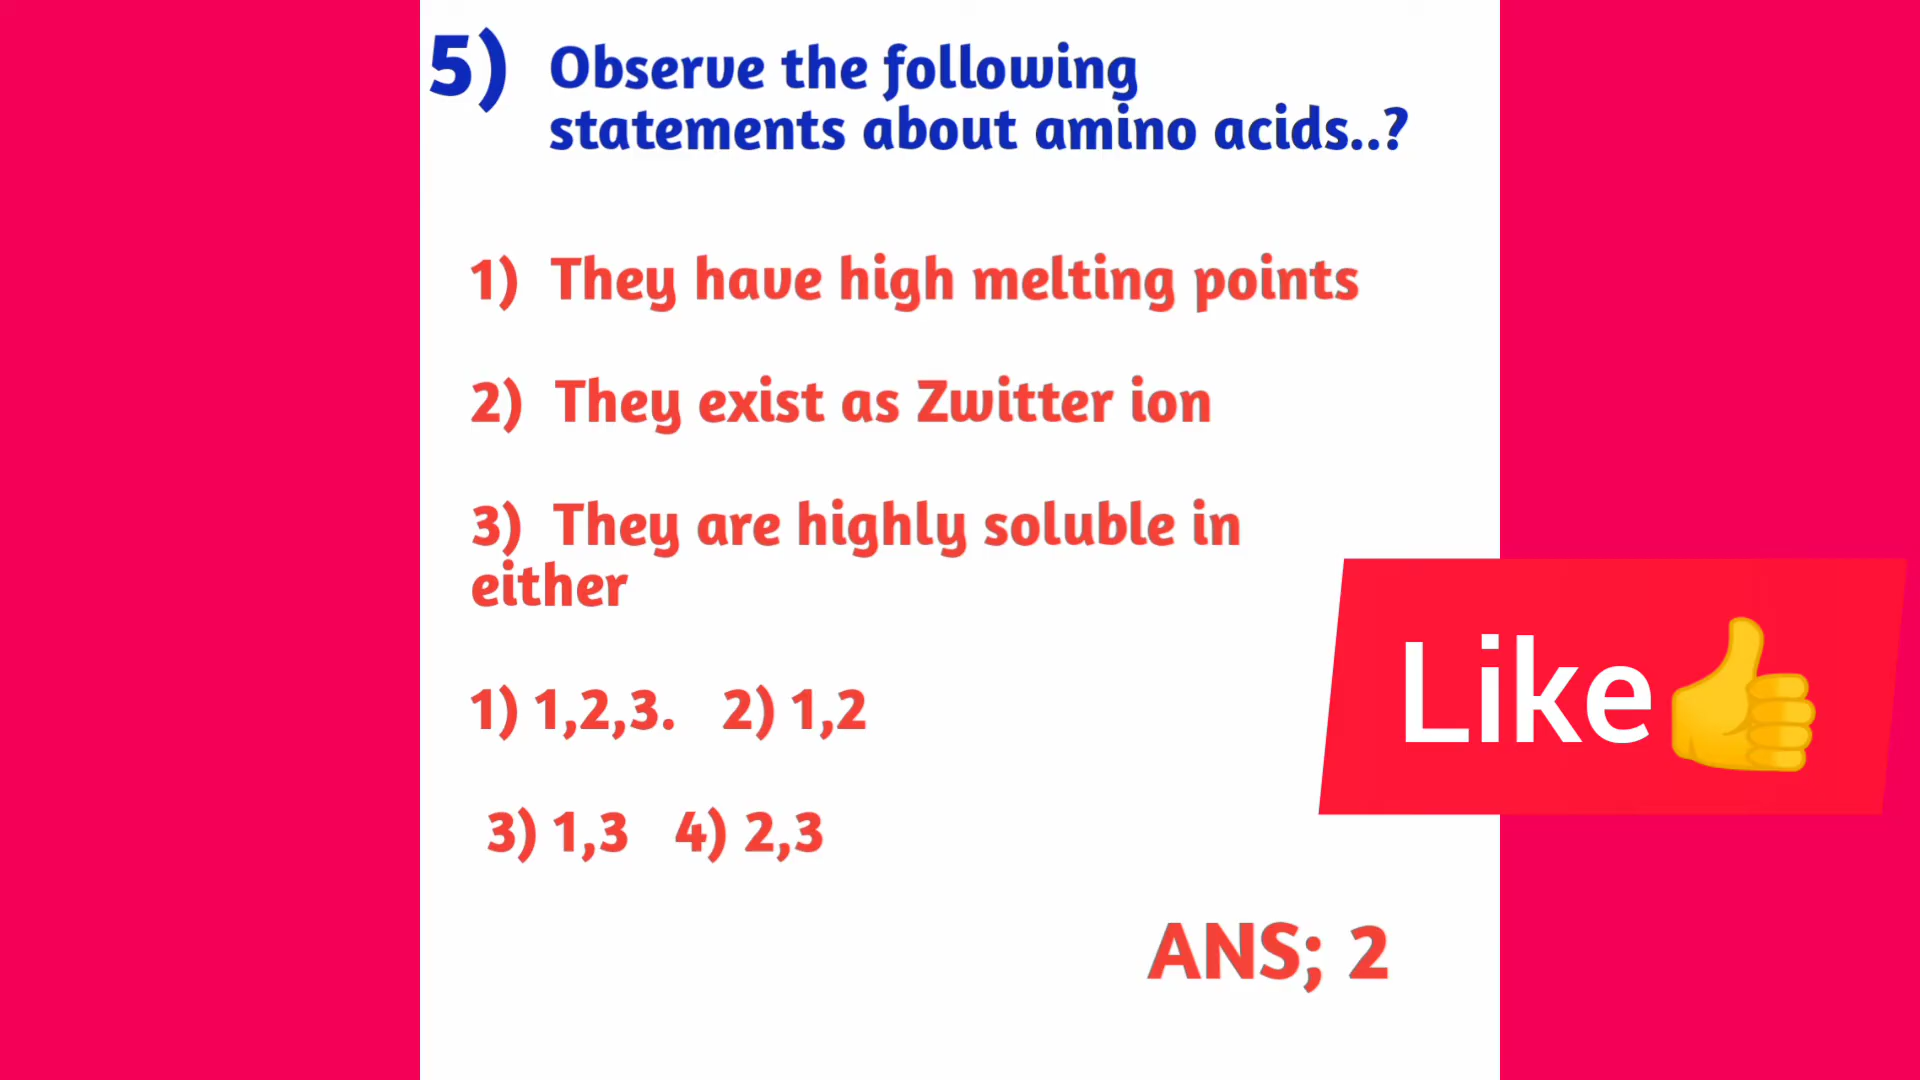 5) Observe the following
statements about amino acids..?
1) They have high melting points
2) They exist as Zwitter ion
3) They are highly soluble in
either
1) 1,2,3. 2) 1,2
3) 1,3 4) 2,3
Like👍
ANS; 2